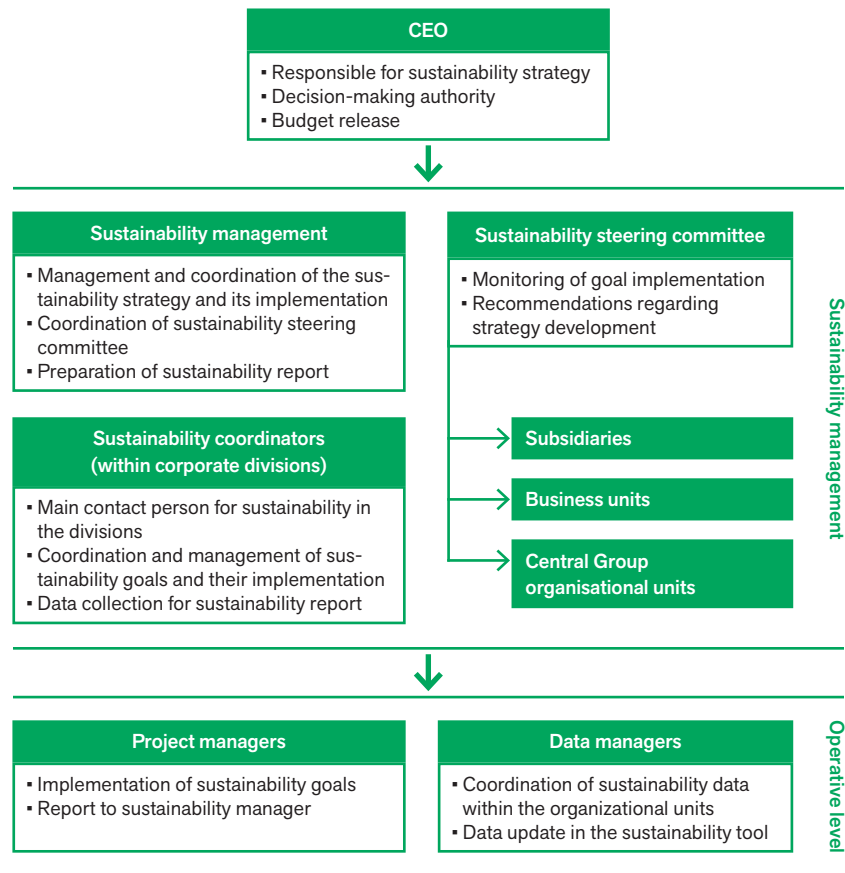 CEO
▪ Responsible for sustainability strategy
▪ Decision-making authority
▪ Budget release
Sustainability management
▪ Management and coordination of the sus-
tainability strategy and its implementation
▪ Coordination of sustainability steering
committee
▪ Preparation of sustainability report
Sustainability steering committee
▪ Monitoring of goal implementation
▪ Recommendations regarding
strategy development
Sustainability coordinators
(within corporate divisions)
▪ Main contact person for sustainability in
the divisions
▪ Coordination and management of sus-
tainability goals and their implementation
▪ Data collection for sustainability report
Subsidiaries
Business units
Central Group
organisational units
Sustainability management
Project managers
▪ Implementation of sustainability goals
▪ Report to sustainability manager
Data managers
▪ Coordination of sustainability data
within the organizational units
▪ Data update in the sustainability tool
Operative level